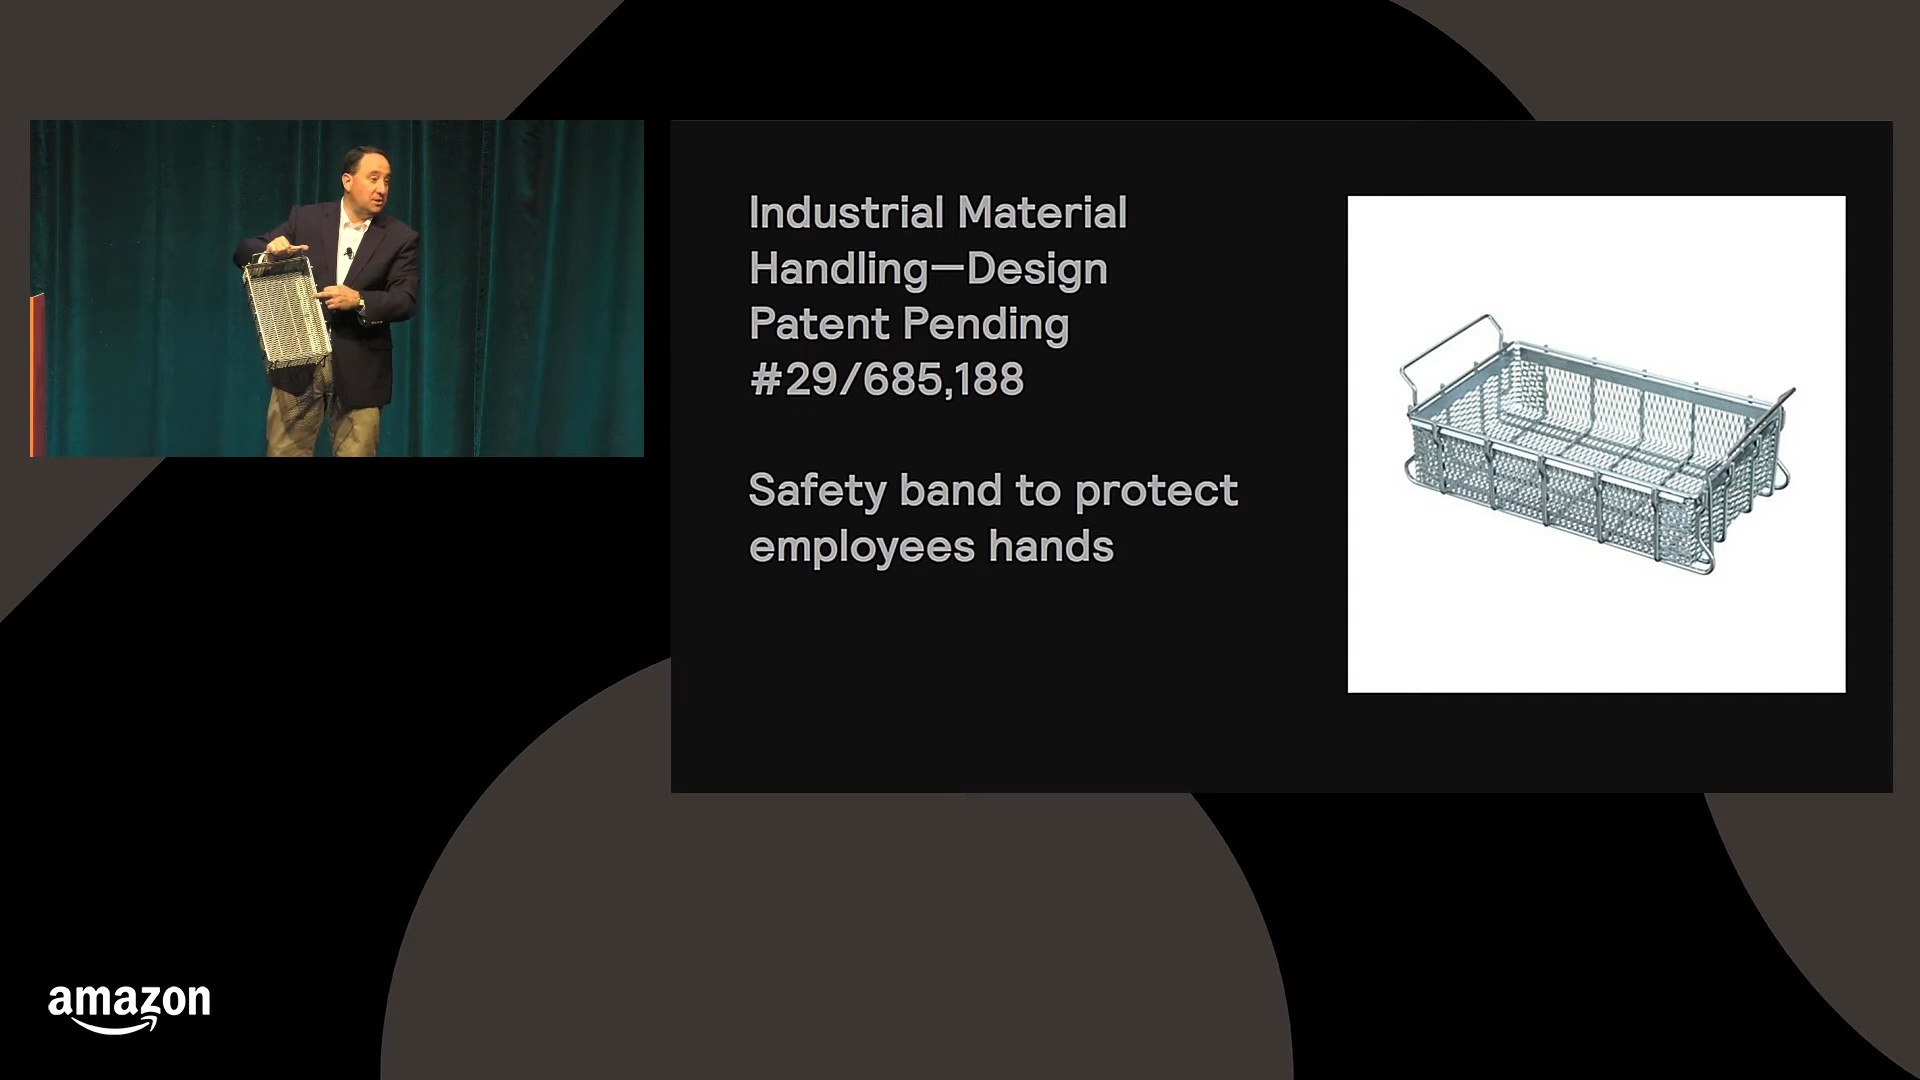 Industrial Material
Handling—Design
Patent Pending
#29/685,188
Safety band to protect
employees hands
amazon